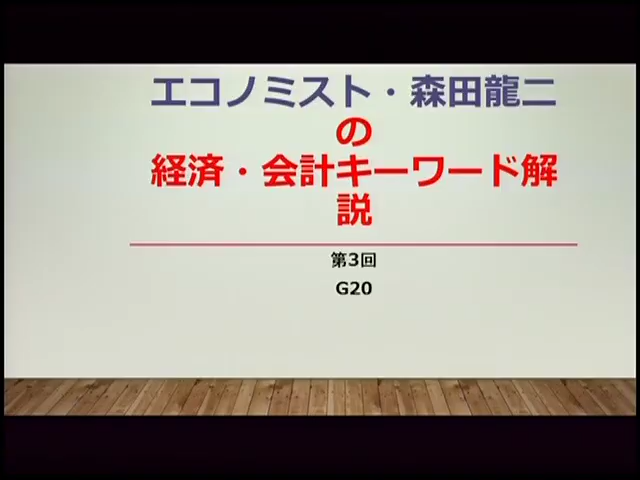 エコノミスト・森田龍二
の
経済・会計キーワード解
説
第3回
G20